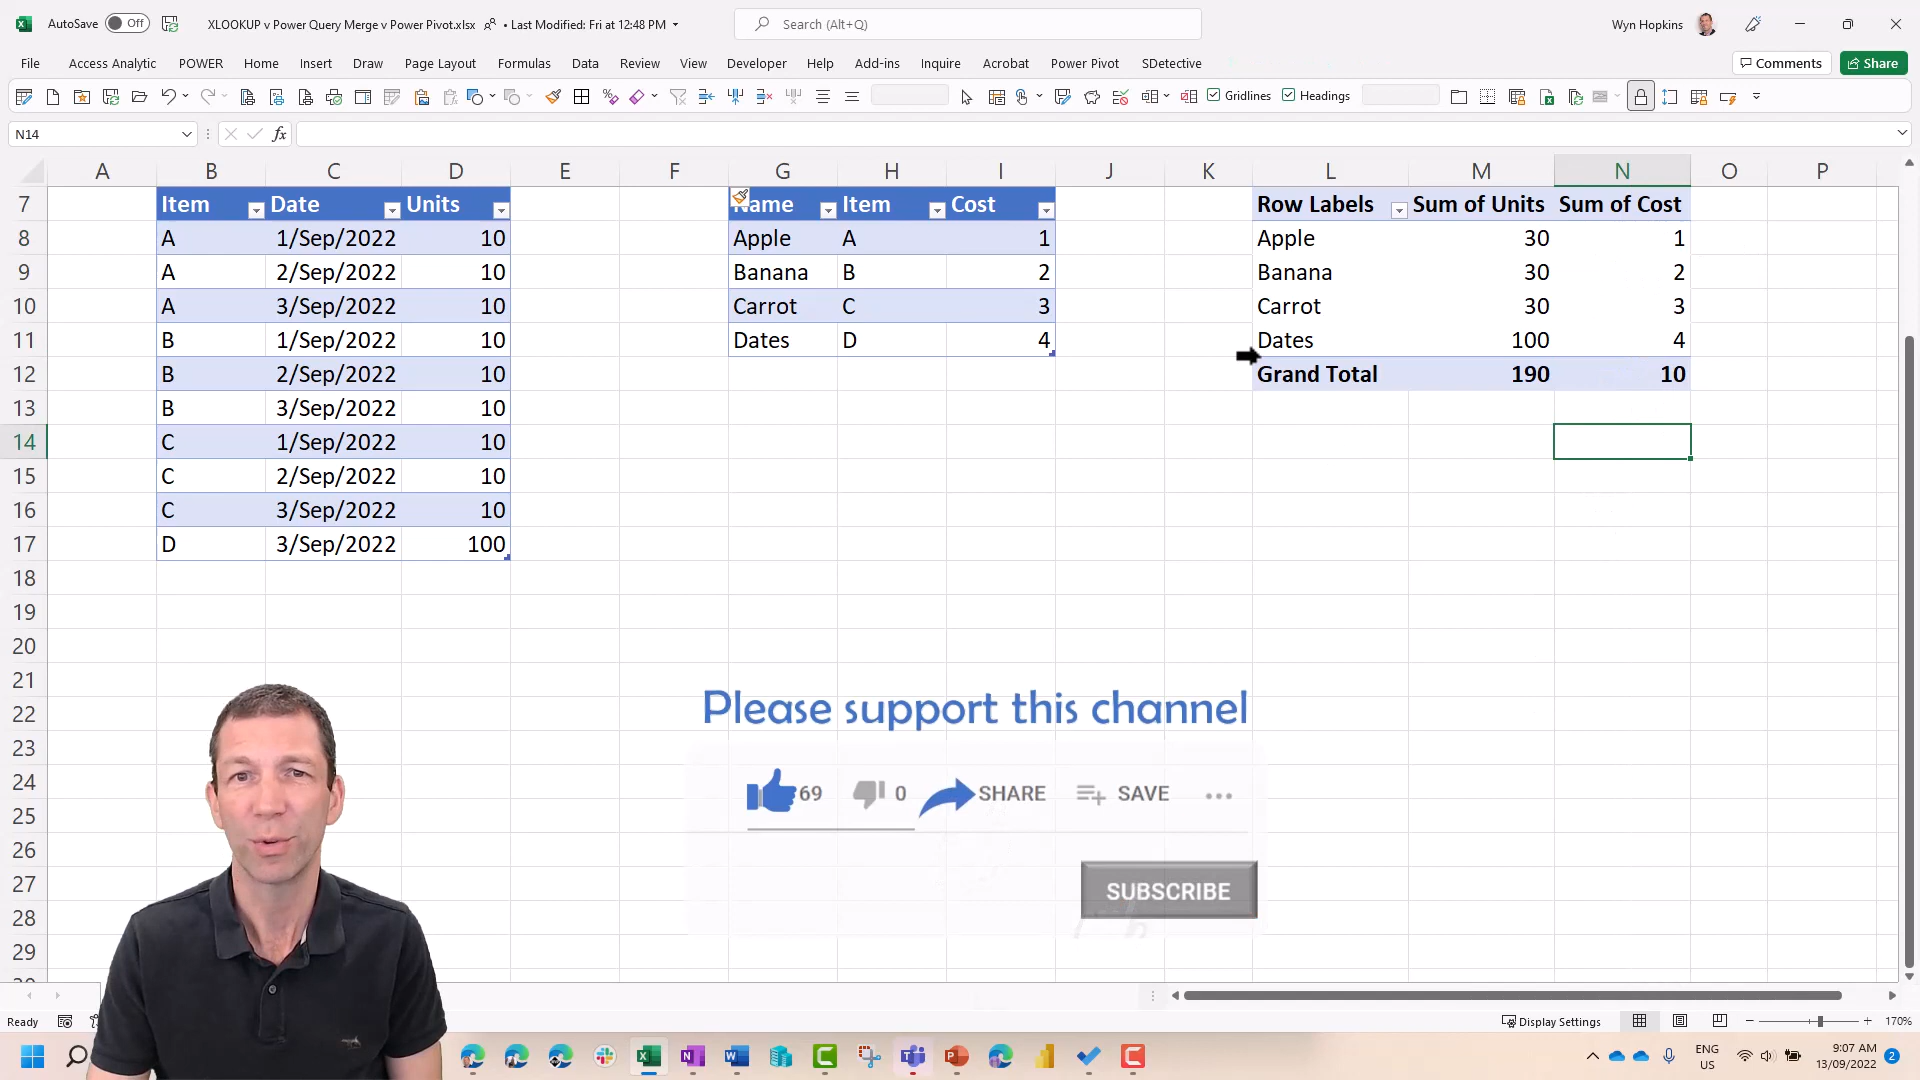 AutoSave Off XLOOKUP v Power Query Merge v Power Pivot.xlsx • Last Modified: Fri at 12:48 PM Search (Alt+Q) Wyn Hopkins
File Access Analytic POWER Home Insert Draw Page Layout Formulas Data Review View Developer Help Add-ins Inquire Acrobat Power Pivot SDetective Comments Share
Gridlines Headings
N14 fx
A B C D E F G H I J K L M N O P
7 Item Date Units Name Item Cost Row Labels Sum of Units Sum of Cost
8 A 1/Sep/2022 10 Apple A 1 Apple 30 1
9 A 2/Sep/2022 10 Banana B 2 Banana 30 2
10 A 3/Sep/2022 10 Carrot C 3 Carrot 30 3
11 B 1/Sep/2022 10 Dates D 4 Dates 100 4
12 B 2/Sep/2022 10 Grand Total 190 10
13 B 3/Sep/2022 10
14 C 1/Sep/2022 10
15 C 2/Sep/2022 10
16 C 3/Sep/2022 10
17 D 3/Sep/2022 100
18
19
20
21
22 Please support this channel
23
24 69 0 SHARE SAVE
25
26
27 SUBSCRIBE
28
29
Ready Display Settings 170%
ENG 9:07 AM
US 13/09/2022 2